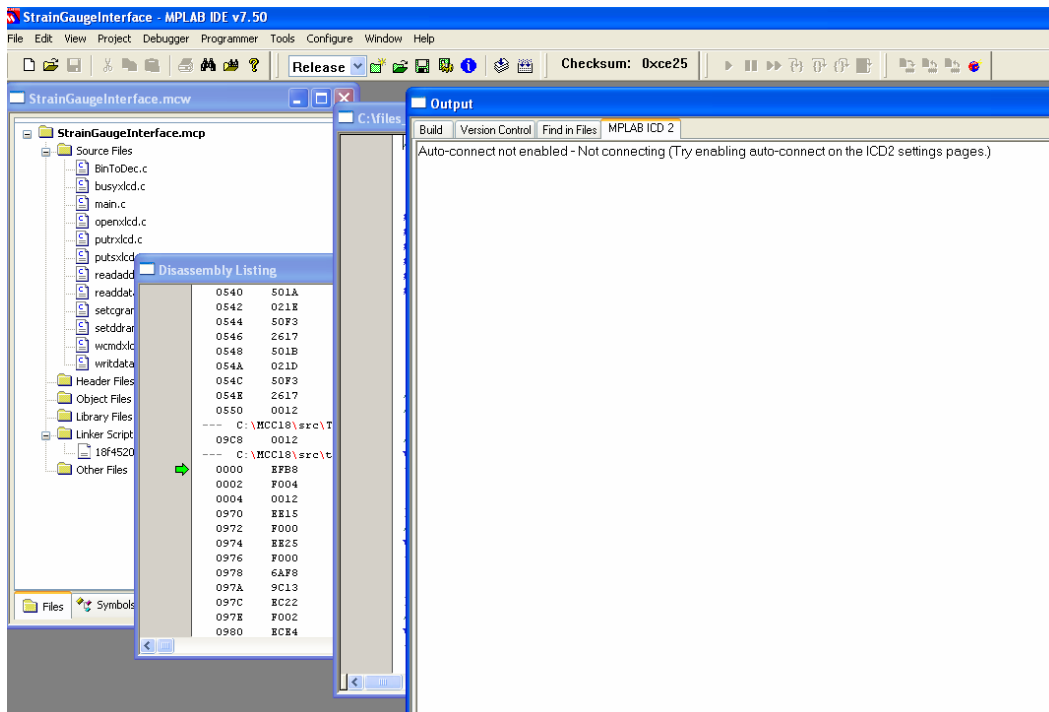 StrainGaugeInterface - MPLAB IDE v7.50
File Edit View Project Debugger Programmer Tools Configure Window Help
Release Checksum: 0xce25
StrainGaugeInterface.mcw
StrainGaugeInterface.mcp
Source Files
BinToDec.c
busyxlcd.c
main.c
openxlcd.c
putrxlcd.c
putsxlcd
readadd
readdat
setcgra
setddra
wcmdxlc
writdata
Header Files
Object Files
Library Files
Linker Script
18f4520
Other Files
Files Symbols
Disassembly Listing
0540 501A
0542 021E
0544 50F3
0546 2617
0548 501B
054A 021D
054C 50F3
054E 2617
0550 0012
--- C:\MCC18\src\T
09C8 0012
--- C:\MCC18\src\t
0000 EFB8
0002 F004
0004 0012
0970 EE15
0972 F000
0974 EE25
0976 F000
0978 6AF8
097A 9C13
097C EC22
097E F002
0980 ECE4
C:\files_
Output
Build Version Control Find in Files MPLAB ICD 2
Auto-connect not enabled - Not connecting (Try enabling auto-connect on the ICD2 settings pages.)